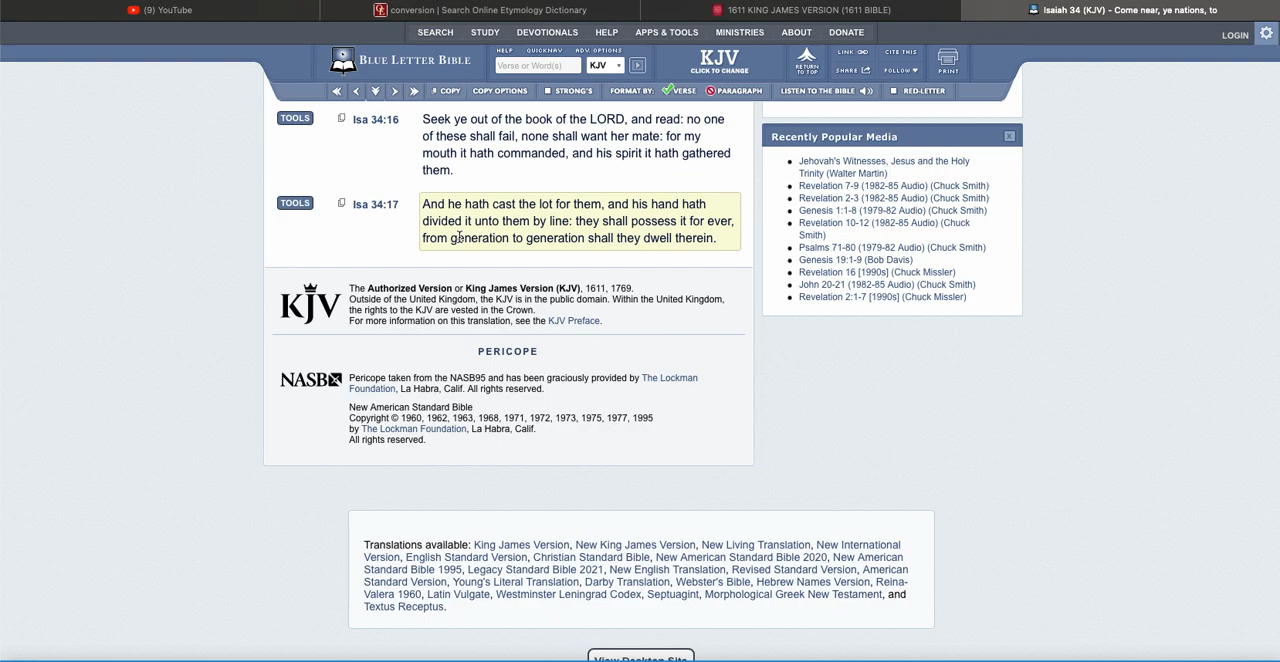 (9) YouTube
conversion | Search Online Etymology Dictionary
1611 KING JAMES VERSION (1611 BIBLE)
Isaiah 34 (KJV) - Come near, ye nations, to
SEARCH STUDY DEVOTIONALS HELP APPS & TOOLS MINISTRIES ABOUT DONATE
LOGIN
BLUE LETTER BIBLE
HELP QUICKNAV ADV. OPTIONS
Verse or Word(s)
KJV
KJV
CLICK TO CHANGE
RETURN
TO TOP
LINK
CITE THIS
SHARE
FOLLOW
PRINT
COPY COPY OPTIONS STRONG'S FORMAT BY: VERSE PARAGRAPH LISTEN TO THE BIBLE RED-LETTER
TOOLS Isa 34:16 Seek ye out of the book of the LORD, and read: no one
of these shall fail, none shall want her mate: for my
mouth it hath commanded, and his spirit it hath gathered
them.
TOOLS Isa 34:17 And he hath cast the lot for them, and his hand hath
divided it unto them by line: they shall possess it for ever,
from generation to generation shall they dwell therein.
KJV
The Authorized Version or King James Version (KJV), 1611, 1769.
Outside of the United Kingdom, the KJV is in the public domain. Within the United Kingdom,
the rights to the KJV are vested in the Crown.
For more information on this translation, see the KJV Preface.
PERICOPE
NASB
Pericope taken from the NASB95 and has been graciously provided by The Lockman
Foundation, La Habra, Calif. All rights reserved.
New American Standard Bible
Copyright © 1960, 1962, 1963, 1968, 1971, 1972, 1973, 1975, 1977, 1995
by The Lockman Foundation, La Habra, Calif.
All rights reserved.
Recently Popular Media
Jehovah's Witnesses, Jesus and the Holy
Trinity (Walter Martin)
Revelation 7-9 (1982-85 Audio) (Chuck Smith)
Revelation 2-3 (1982-85 Audio) (Chuck Smith)
Genesis 1:1-8 (1979-82 Audio) (Chuck Smith)
Revelation 10-12 (1982-85 Audio) (Chuck
Smith)
Psalms 71-80 (1979-82 Audio) (Chuck Smith)
Genesis 19:1-9 (Bob Davis)
Revelation 16 [1990s] (Chuck Missler)
John 20-21 (1982-85 Audio) (Chuck Smith)
Revelation 2:1-7 [1990s] (Chuck Missler)
Translations available: King James Version, New King James Version, New Living Translation, New International
Version, English Standard Version, Christian Standard Bible, New American Standard Bible 2020, New American
Standard Bible 1995, Legacy Standard Bible 2021, New English Translation, Revised Standard Version, American
Standard Version, Young's Literal Translation, Darby Translation, Webster's Bible, Hebrew Names Version, Reina-
Valera 1960, Latin Vulgate, Westminster Leningrad Codex, Septuagint, Morphological Greek New Testament, and
Textus Receptus.
View Desktop Site